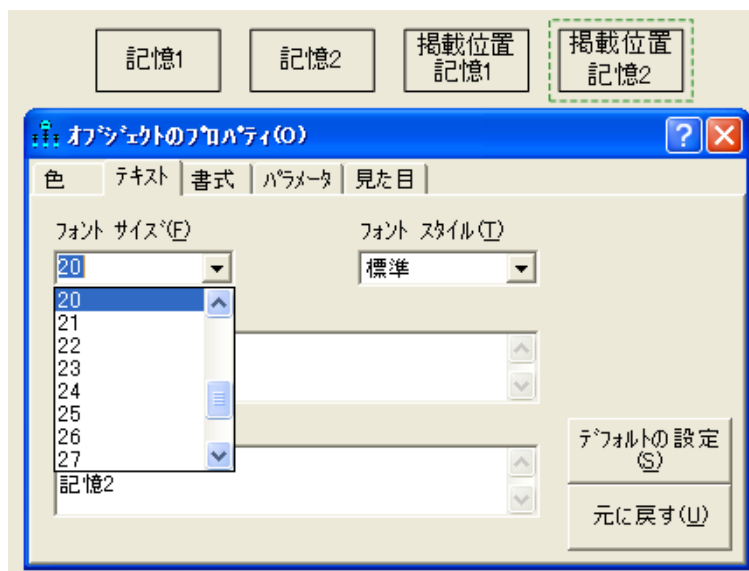 記憶1
記憶2
掲載位置
記憶1
掲載位置
記憶2
オブジェクトのプロパティ(O)
色
テキスト
書式
パラメータ
見た目
フォント サイズ(F)
フォント スタイル(T)
20
標準
20
21
22
23
24
25
26
27
記憶2
デフォルトの設定
(S)
元に戻す(U)